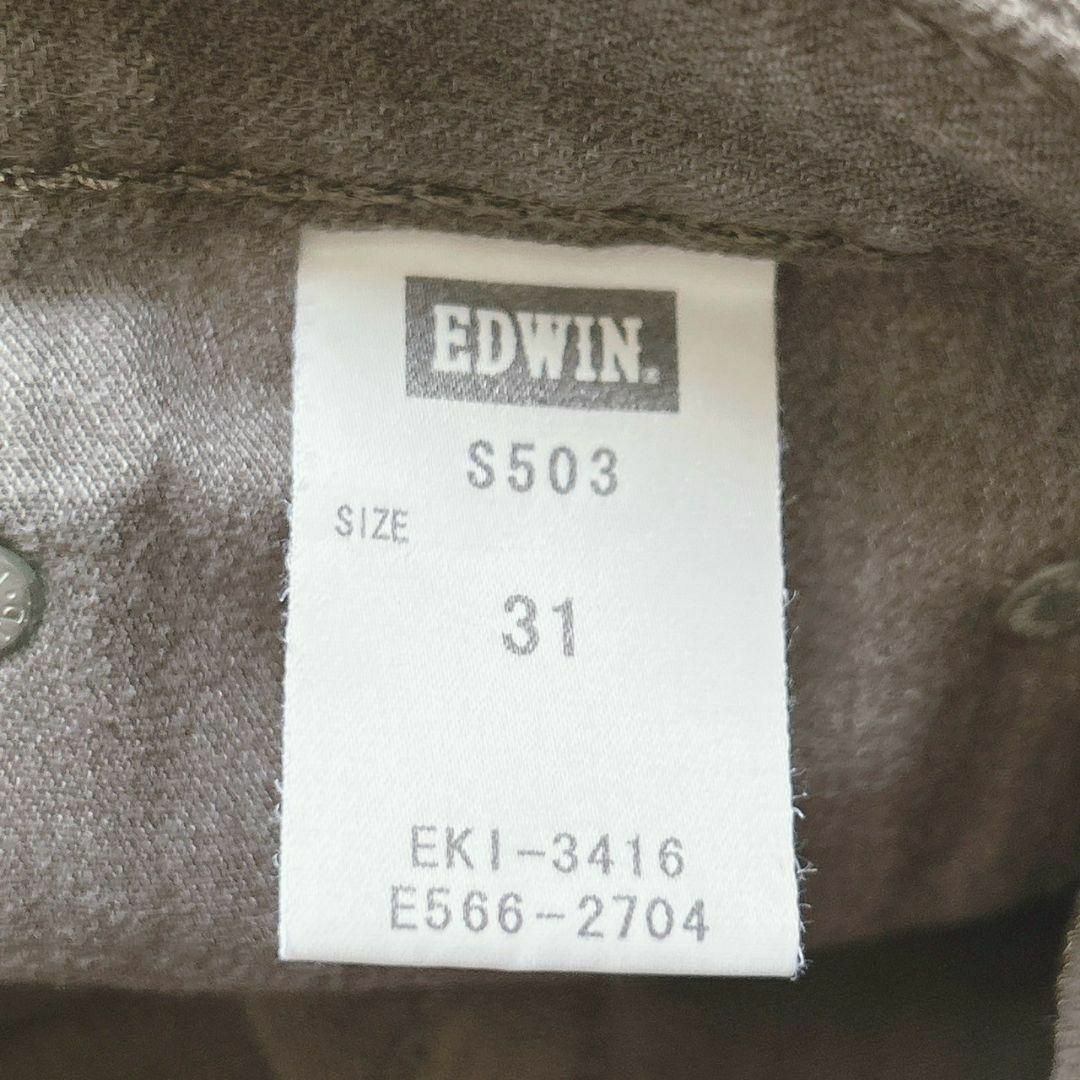 EDWIN.
S503
SIZE
31
EKI-3416
E566-2704